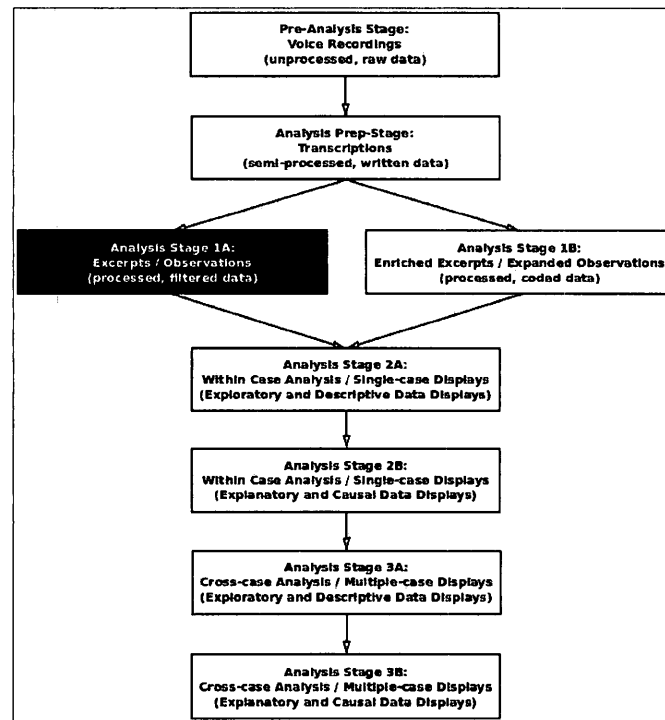 Pre-Analysis Stage:
Voice Recordings
(unprocessed, raw data)
Analysis Prep-Stage:
Transcriptions
(semi-processed, written data)
Analysis Stage 1A:
Excerpts / Observations
(processed, filtered data)
Analysis Stage 1B:
Enriched Excerpts / Expanded Observations
(processed, coded data)
Analysis Stage 2A:
Within Case Analysis / Single-case Displays
(Exploratory and Descriptive Data Displays)
Analysis Stage 2B:
Within Case Analysis / Single-case Displays
(Explanatory and Causal Data Displays)
Analysis Stage 3A:
Cross-case Analysis / Multiple-case Displays
(Exploratory and Descriptive Data Displays)
Analysis Stage 3B:
Cross-case Analysis / Multiple-case Displays
(Explanatory and Causal Data Displays)